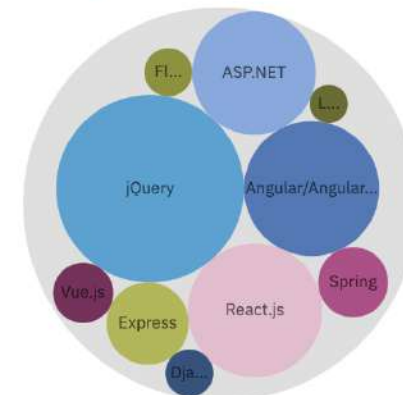 Fl...
ASP.NET
L...
jQuery
Angular/Angular...
Vue.js
Express
React.js
Spring
Dja...